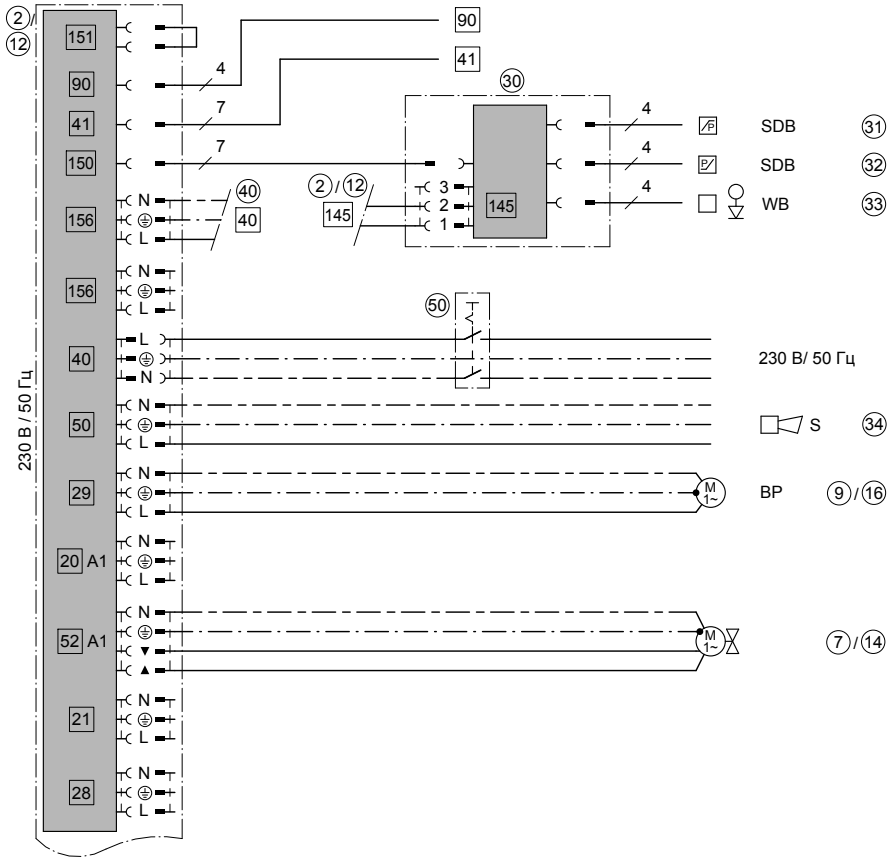 2 /
12
151
90
41
150
156
156
40
50
29
20 A1
52 A1
21
28
230 В / 50 Гц
4
7
7
90
41
30
N
L
40
40
2 / 12
145
3
2
1
145
4
4
4
P
SDB
31
P
SDB
32
WB
33
N
L
L
N
50
230 В/ 50 Гц
N
L
S
34
N
L
M
1~
BP
9 / 16
N
L
N
M
1~
7 / 14
N
L
N
L